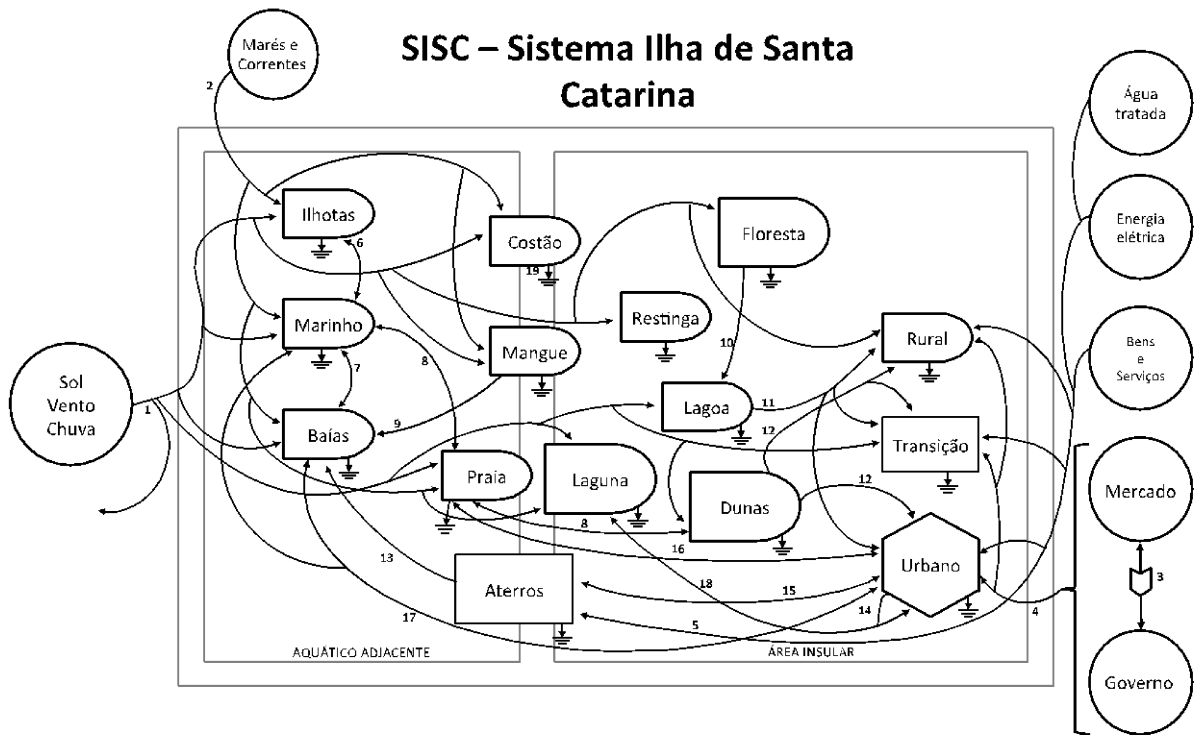 SISC – Sistema Ilha de Santa
Catarina
Marés e
Correntes
2
Água
tratada
Energia
elétrica
Bens
e
Serviços
Mercado
3
Governo
4
Sol
Vento
Chuva
1
Ilhotas
6
Costão
19
Floresta
Marinho
8
7
Mangue
Restinga
10
Rural
Baías
9
Lagoa
11
12
Transição
Praia
Laguna
8
Dunas
12
16
Urbano
13
Aterros
18
15
14
17
5
AQUÁTICO ADJACENTE
ÁREA INSULAR